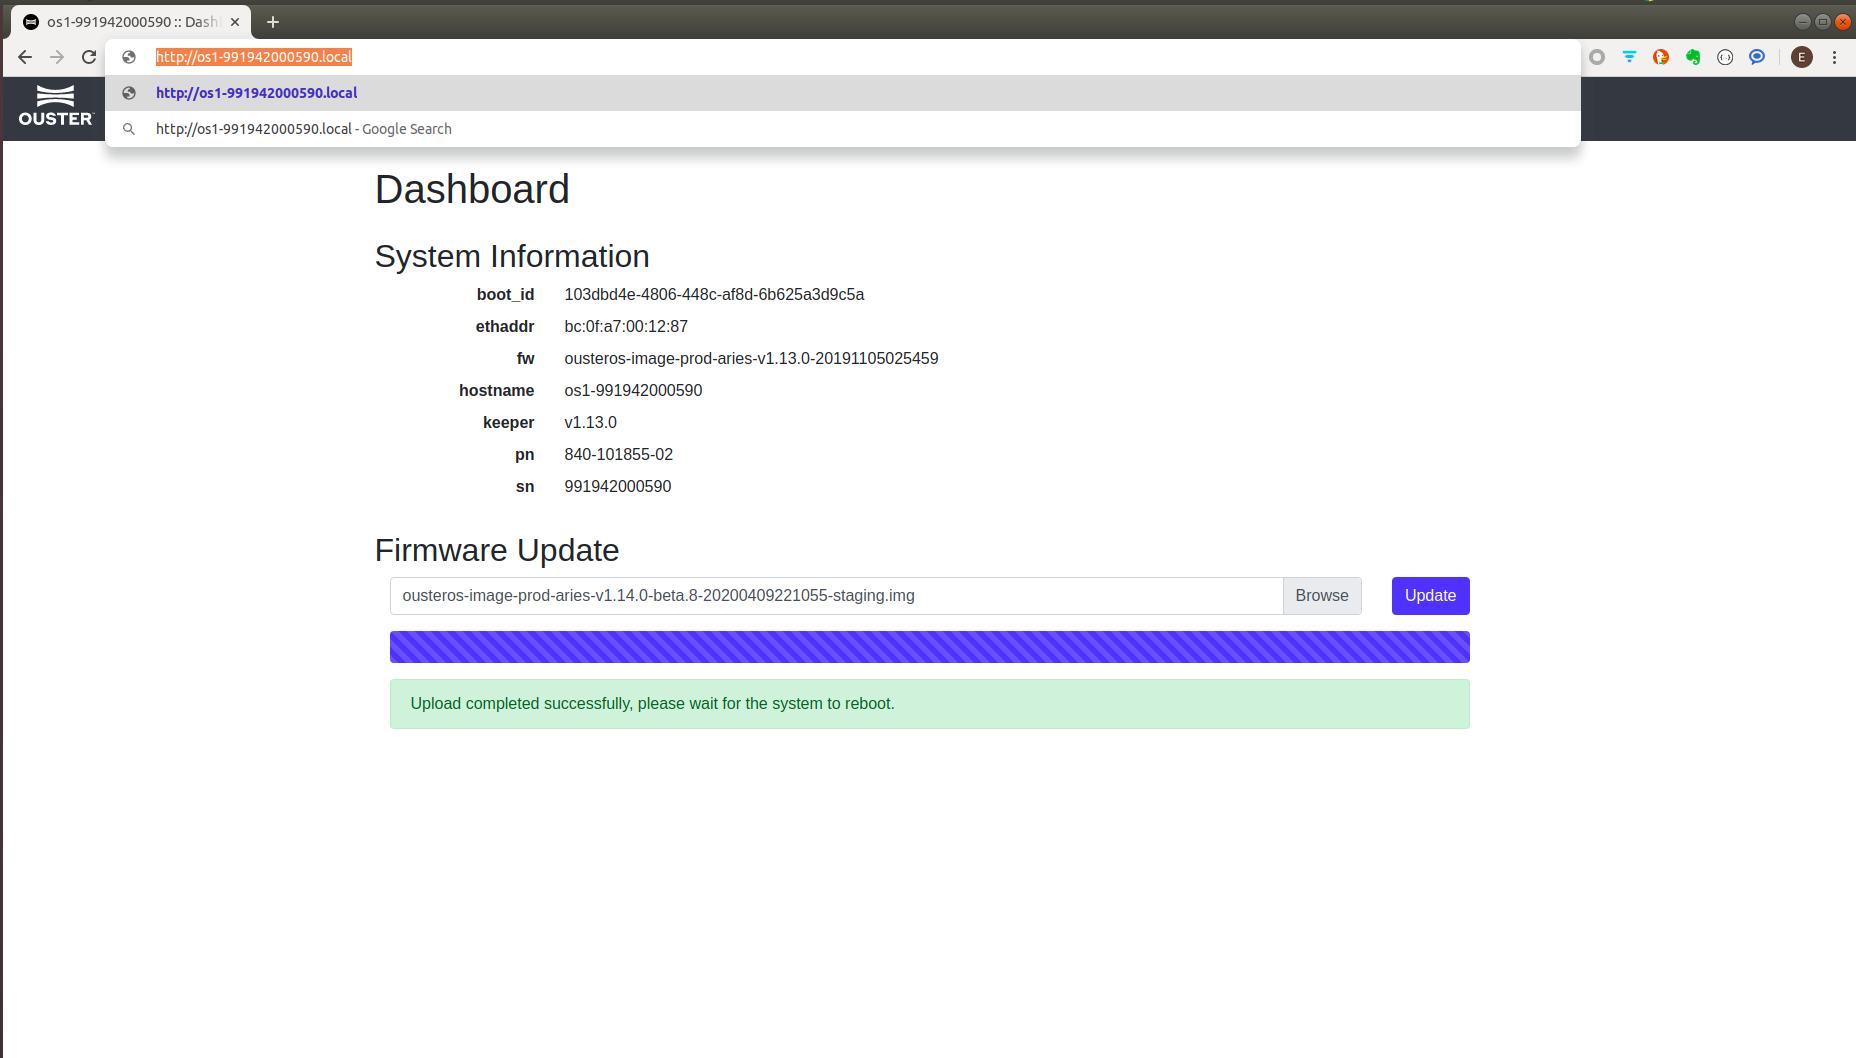 os1-991942000590 :: Dash
http://os1-991942000590.local
E
http://os1-991942000590.local
http://os1-991942000590.local - Google Search
OUSTER
Dashboard
System Information
boot_id 103dbd4e-4806-448c-af8d-6b625a3d9c5a
ethaddr bc:0f:a7:00:12:87
fw ousteros-image-prod-aries-v1.13.0-20191105025459
hostname os1-991942000590
keeper v1.13.0
pn 840-101855-02
sn 991942000590
Firmware Update
ousteros-image-prod-aries-v1.14.0-beta.8-20200409221055-staging.img Browse Update
Upload completed successfully, please wait for the system to reboot.